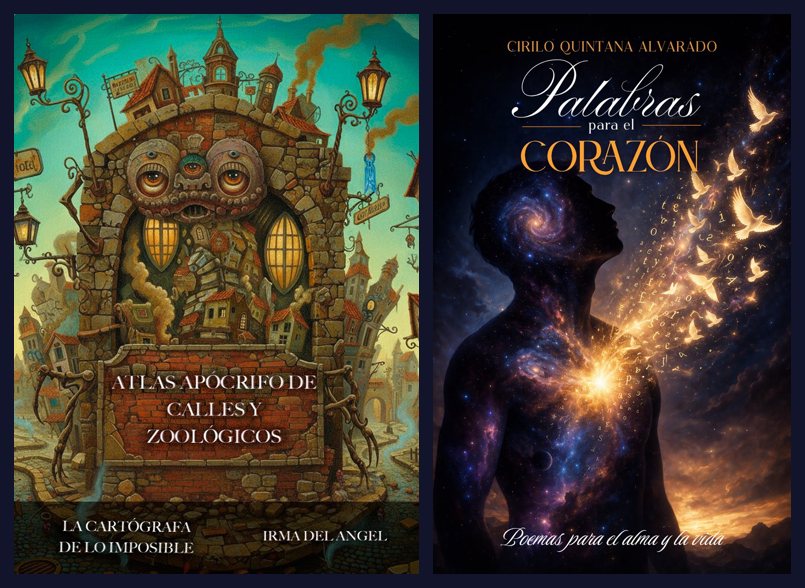 ATLAS APÓCRIFO DE
CALLES Y
ZOOLÓGICOS
LA CARTÓGRAFA
DE LO IMPOSIBLE
IRMA DEL ANGEL
CIRILO QUINTANA ALVARADO
Palabras
para el
CORAZÓN
Poemas para el alma y la vida